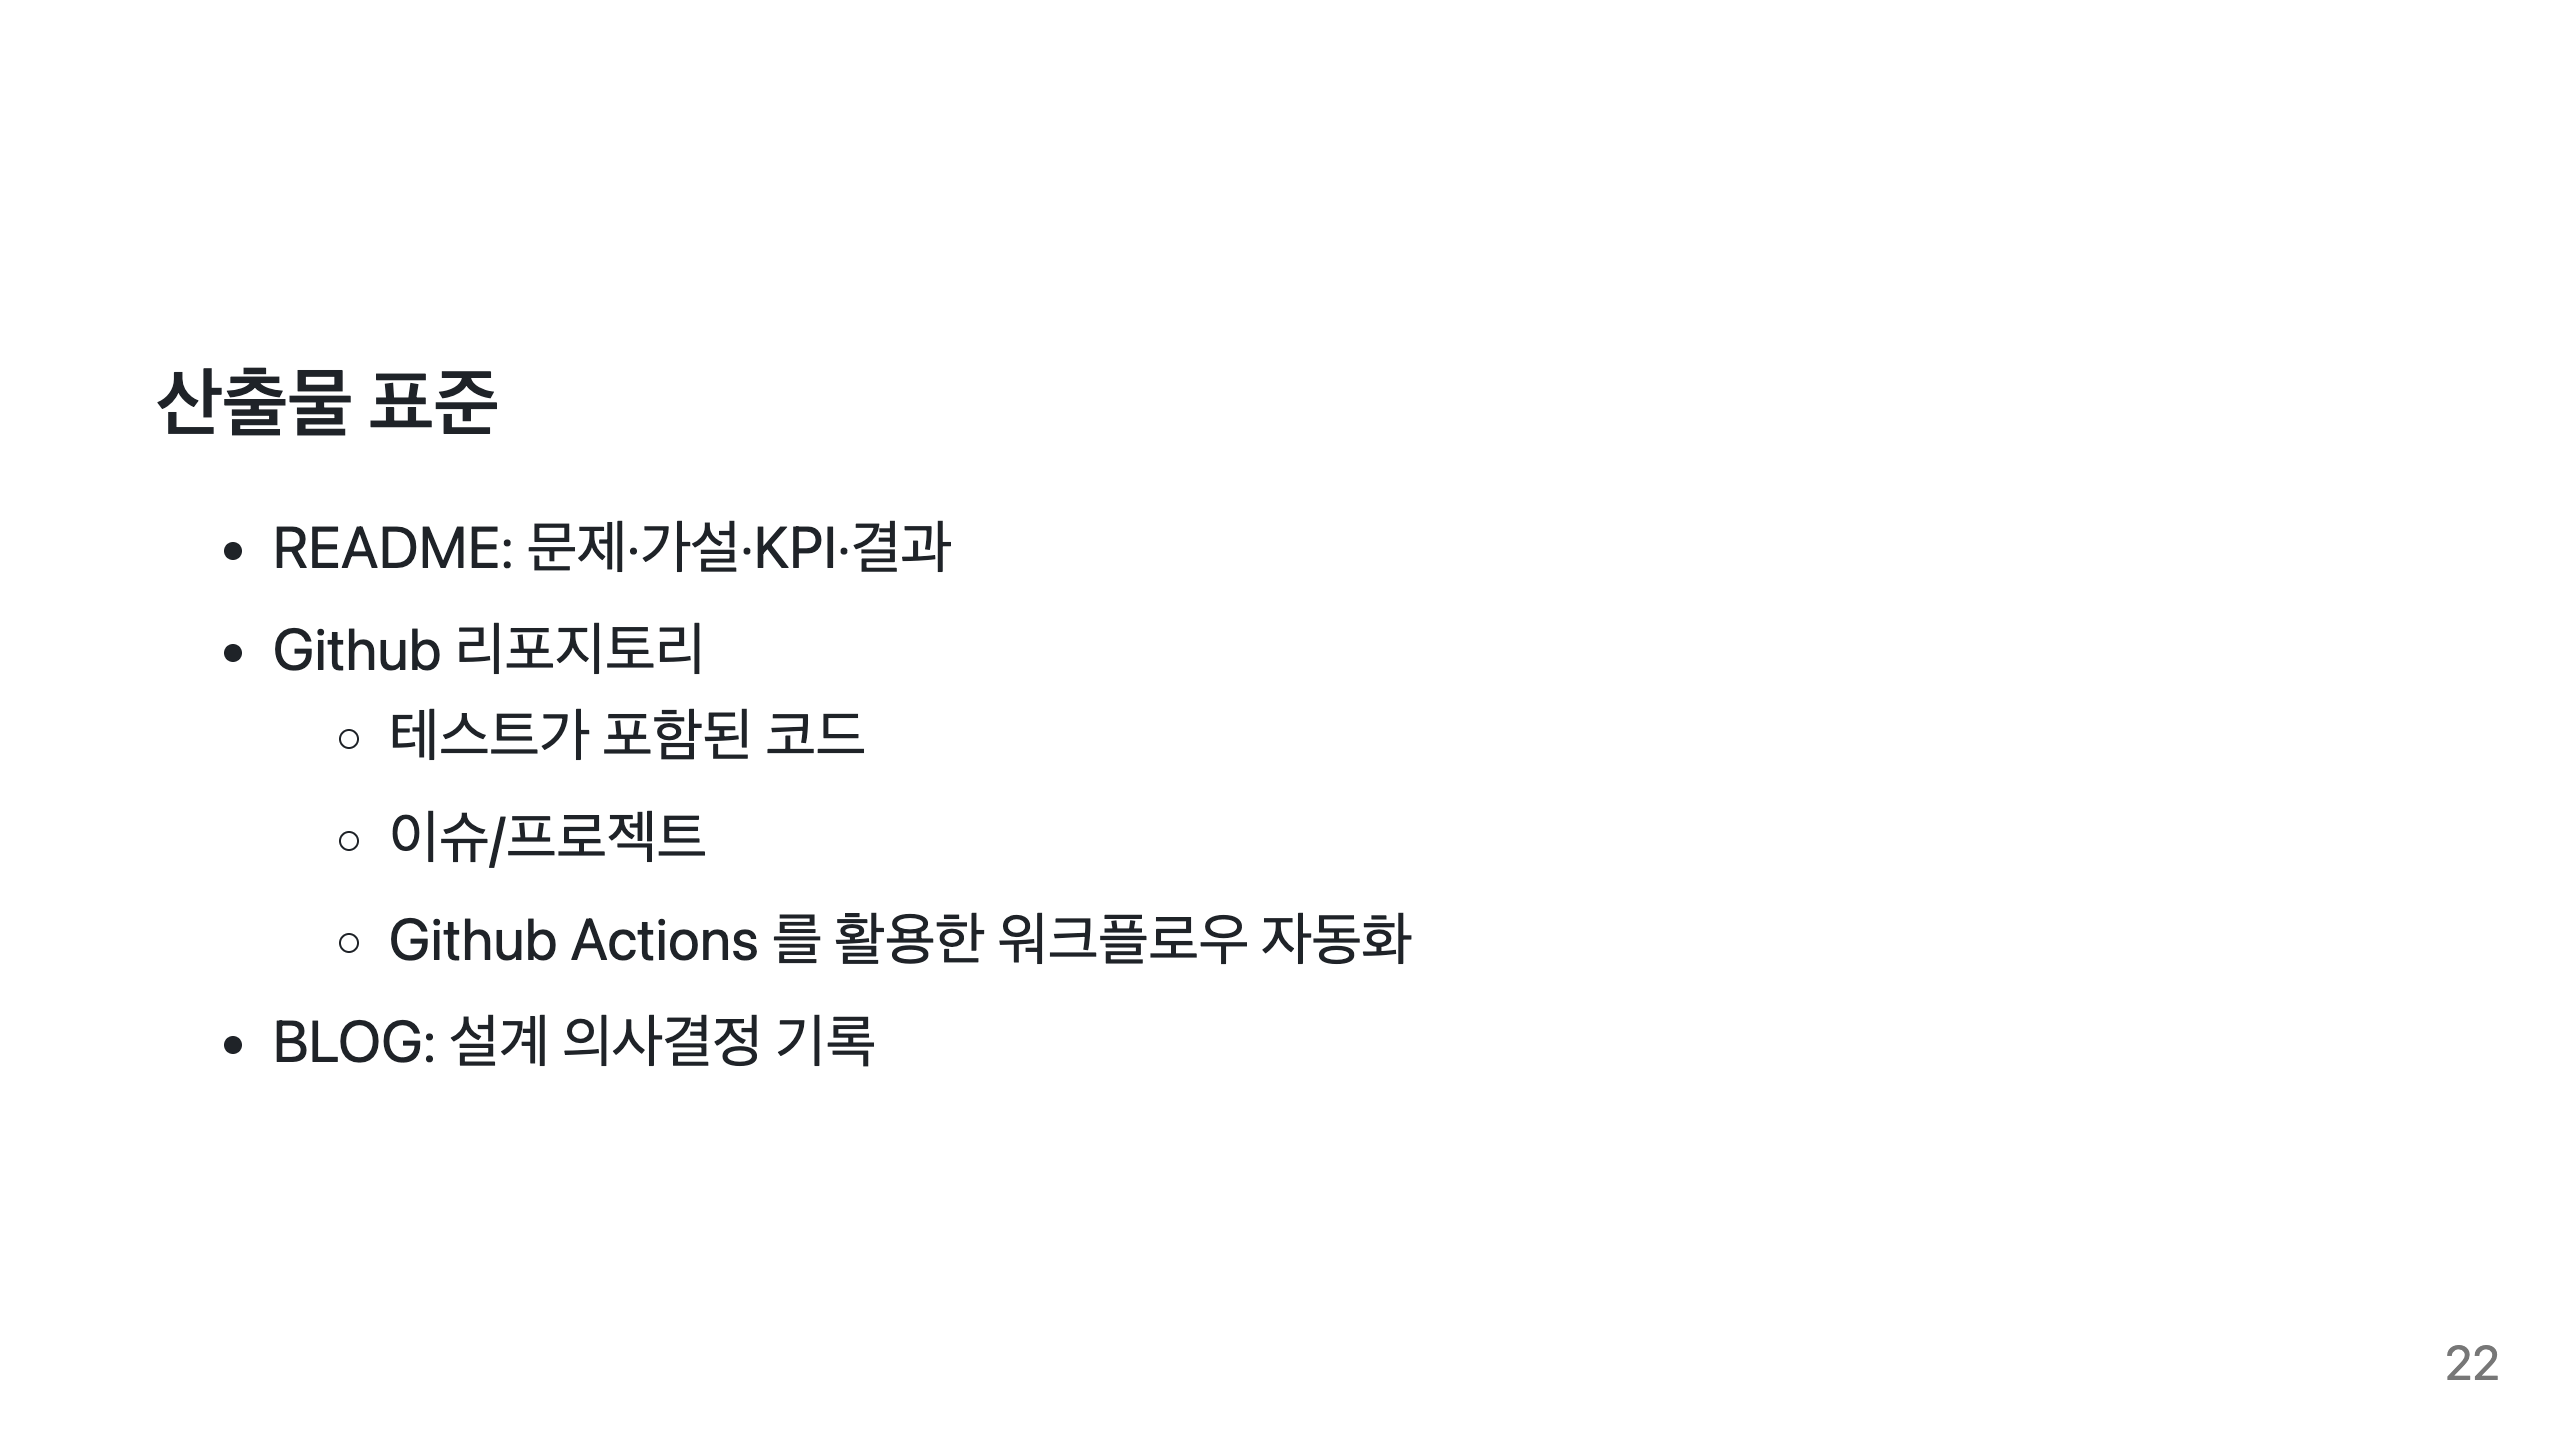 산출물 표준
• README: 문제·가설·KPI·결과
• Github 리포지토리
◦ 테스트가 포함된 코드
◦ 이슈/프로젝트
◦ Github Actions 를 활용한 워크플로우 자동화
• BLOG: 설계 의사결정 기록
22